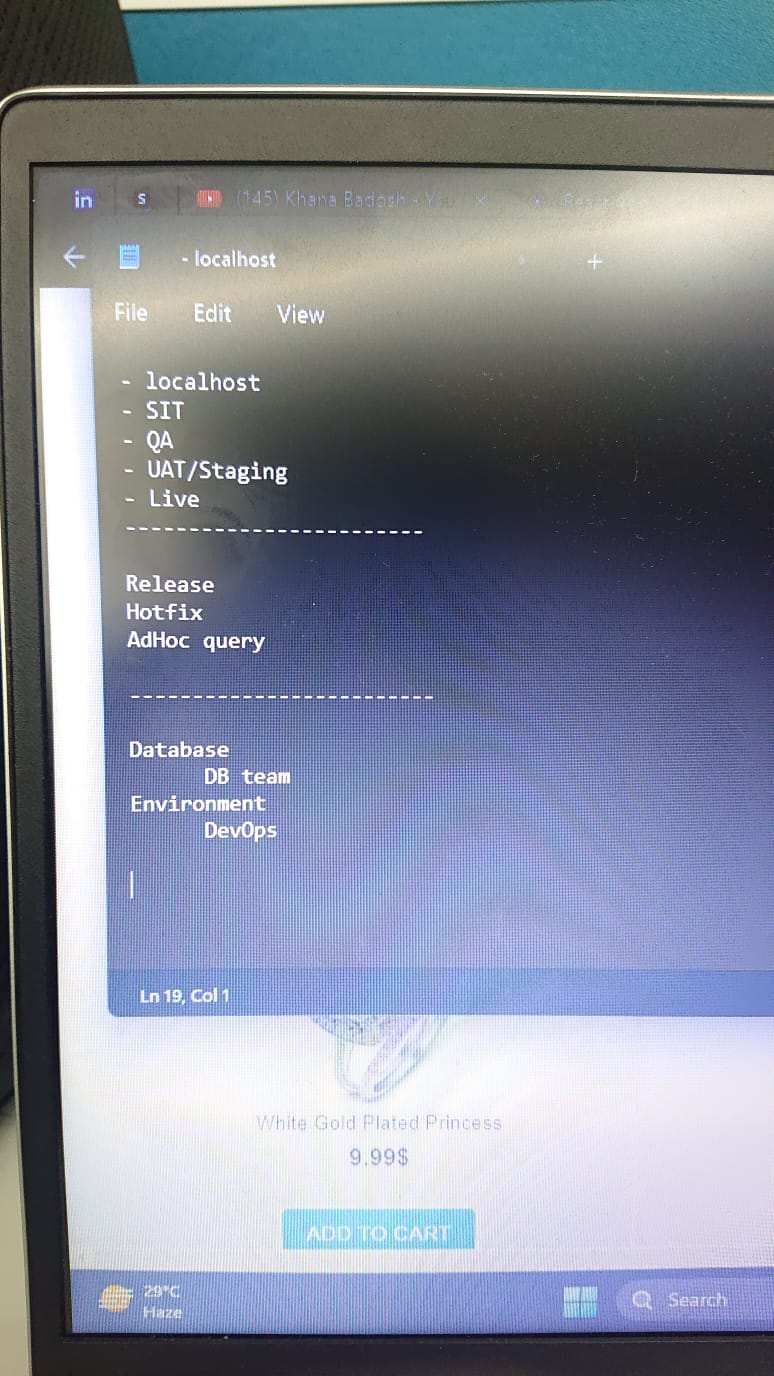 in S (145) Khana Badosh - Y
- localhost +
File Edit View
- localhost
- SIT
- QA
- UAT/Staging
- Live
------------------------
Release
Hotfix
AdHoc query
------------------------
Database
DB team
Environment
DevOps
Ln 19, Col 1
White Gold Plated Princess
9.99$
ADD TO CART
29°C
Haze
Search